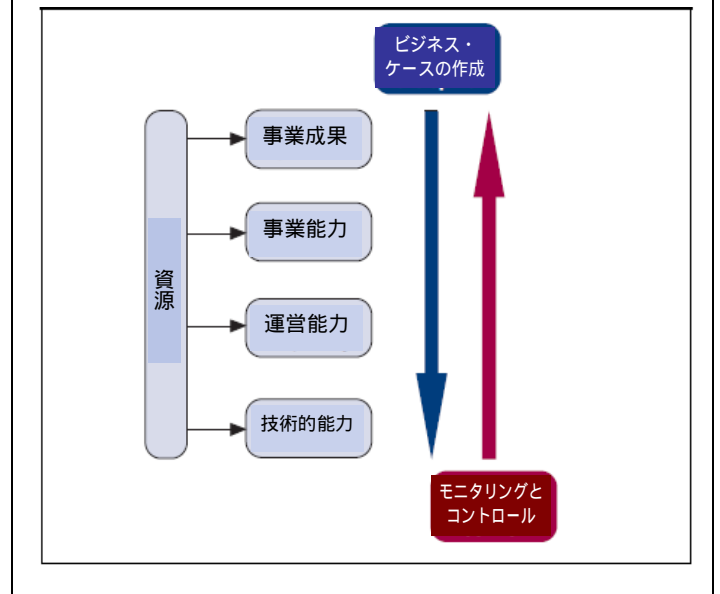 ビジネス・
ケースの作成
事業成果
事業能力
資源
運営能力
技術的能力
モニタリングと
コントロール